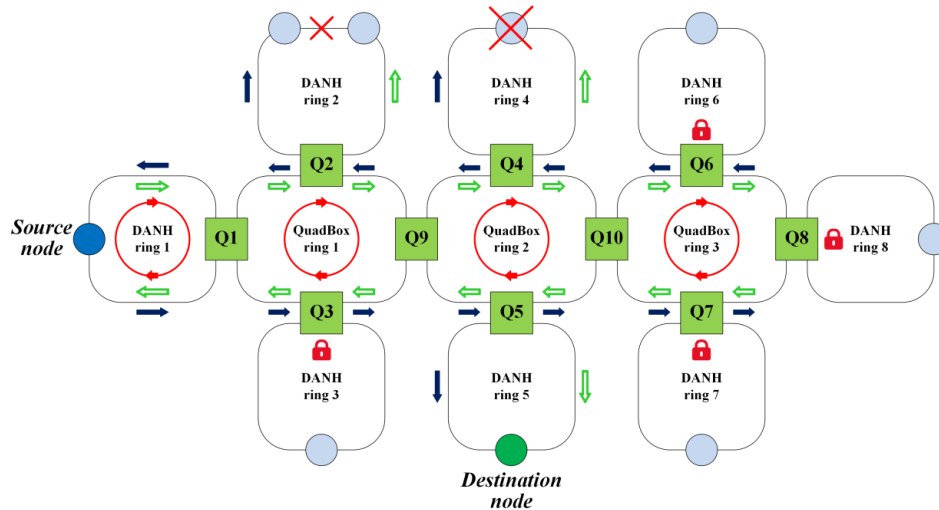 DANH
ring 2
DANH
ring 4
DANH
ring 6
Q2
Q4
Q6
Source
node
DANH
ring 1
Q1
QuadBox
ring 1
Q9
QuadBox
ring 2
Q10
QuadBox
ring 3
Q8
DANH
ring 8
Q3
Q5
Q7
DANH
ring 3
DANH
ring 5
DANH
ring 7
Destination
node